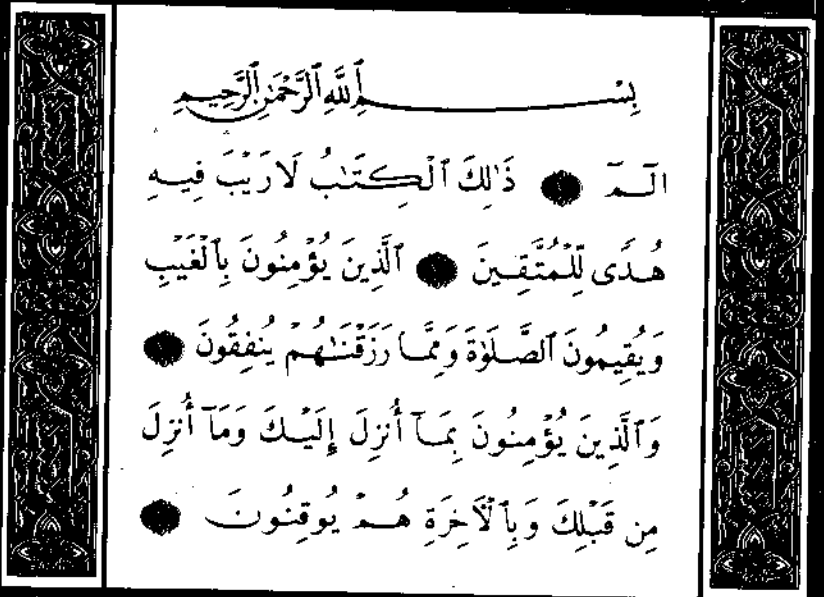 بِسْمِ ٱللَّهِ ٱلرَّحْمَٰنِ ٱلرَّحِيمِ
الٓمٓ ذَٰلِكَ ٱلْكِتَٰبُ لَا رَيْبَ فِيهِ
هُدًى لِّلْمُتَّقِينَ ٱلَّذِينَ يُؤْمِنُونَ بِٱلْغَيْبِ
وَيُقِيمُونَ ٱلصَّلَوٰةَ وَمِمَّا رَزَقْنَٰهُمْ يُنفِقُونَ
وَٱلَّذِينَ يُؤْمِنُونَ بِمَآ أُنزِلَ إِلَيْكَ وَمَآ أُنزِلَ
مِن قَبْلِكَ وَبِٱلْءَاخِرَةِ هُمْ يُوقِنُونَ